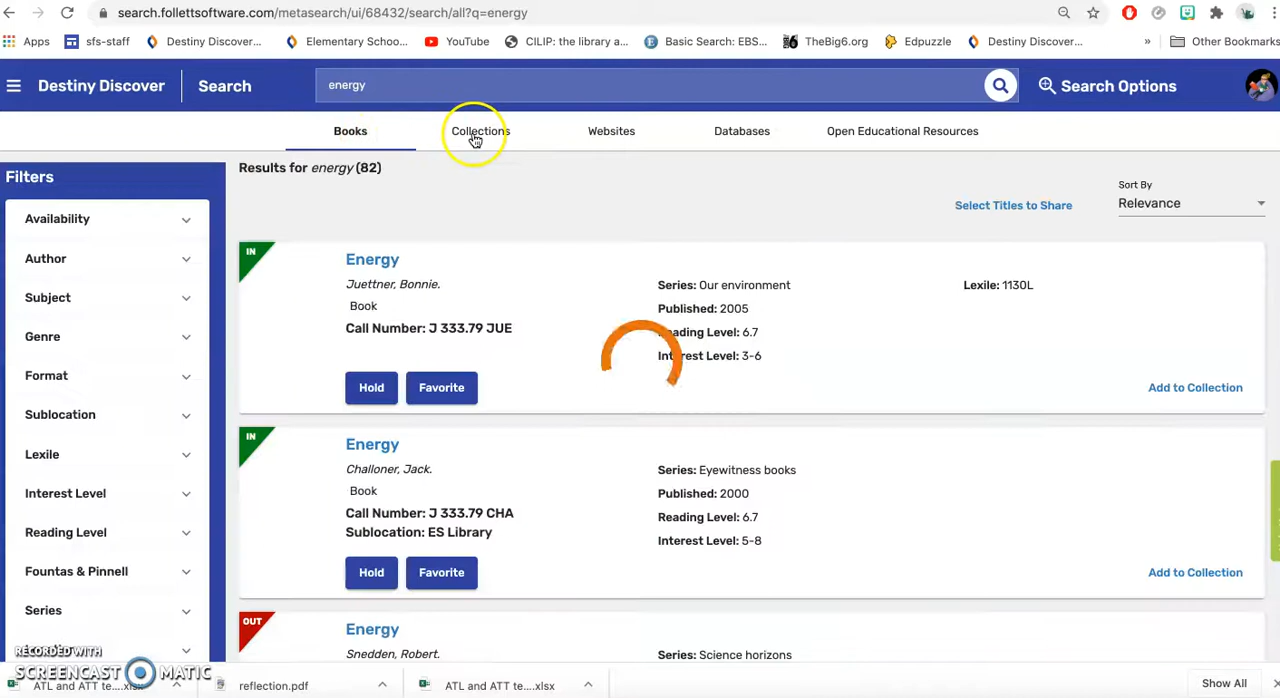 search.follettsoftware.com/metasearch/ui/68432/search/all?q=energy
Apps sfs-staff Destiny Discover... Elementary Schoo... YouTube CILIP: the library a... Basic Search: EBS... TheBig6.org Edpuzzle Destiny Discover... » Other Bookmarks
Destiny Discover Search energy Search Options
Books Collections Websites Databases Open Educational Resources
Filters
Availability
Author
Subject
Genre
Format
Sublocation
Lexile
Interest Level
Reading Level
Fountas & Pinnell
Series
Results for energy (82)
Select Titles to Share
Sort By
Relevance
IN
Energy
Juettner, Bonnie.
Book
Call Number: J 333.79 JUE
Series: Our environment
Published: 2005
Reading Level: 6.7
Interest Level: 3-6
Lexile: 1130L
Hold Favorite
Add to Collection
IN
Energy
Challoner, Jack.
Book
Call Number: J 333.79 CHA
Sublocation: ES Library
Series: Eyewitness books
Published: 2000
Reading Level: 6.7
Interest Level: 5-8
Hold Favorite
Add to Collection
OUT
Energy
Snedden, Robert.
Series: Science horizons
RECORDED WITH
SCREENCAST MATIC
ATL and ATT te....xlsx reflection.pdf ATL and ATT te....xlsx Show All